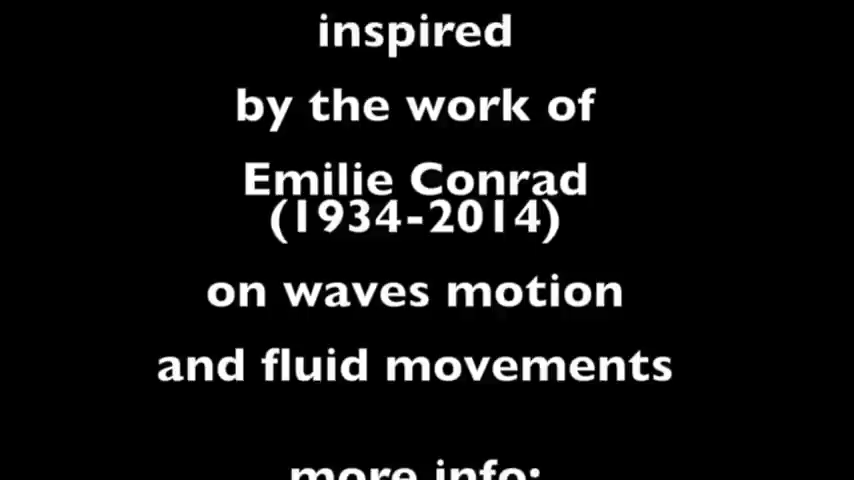 inspired
by the work of
Emilie Conrad
(1934-2014)
on waves motion
and fluid movements
more info: